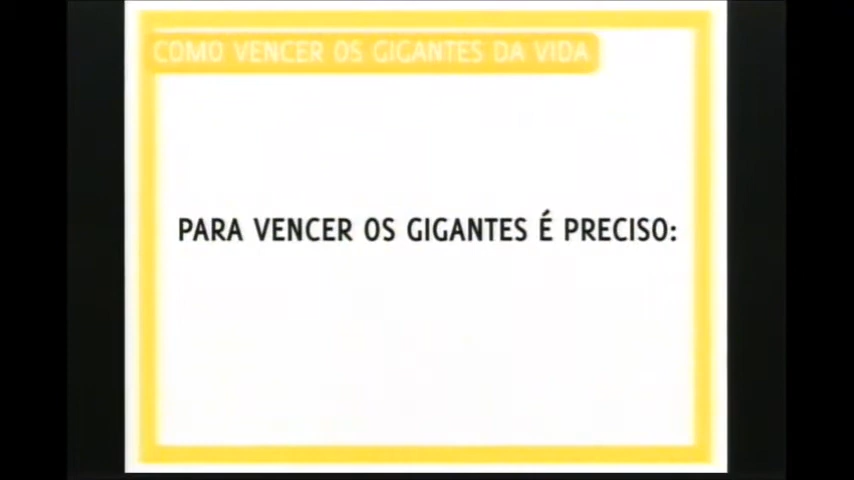 COMO VENCER OS GIGANTES DA VIDA
PARA VENCER OS GIGANTES É PRECISO: